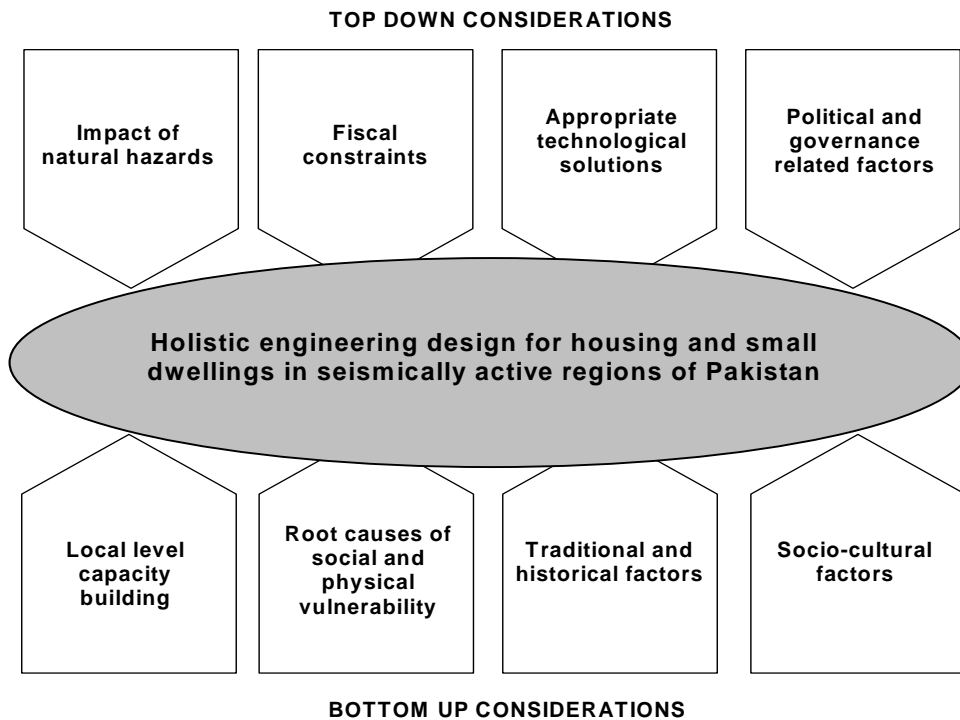 TOP DOWN CONSIDERATIONS
Impact of
natural hazards
Fiscal
constraints
Appropriate
technological
solutions
Political and
governance
related factors
Holistic engineering design for housing and small
dwellings in seismically active regions of Pakistan
Local level
capacity
building
Root causes of
social and
physical
vulnerability
Traditional and
historical factors
Socio-cultural
factors
BOTTOM UP CONSIDERATIONS